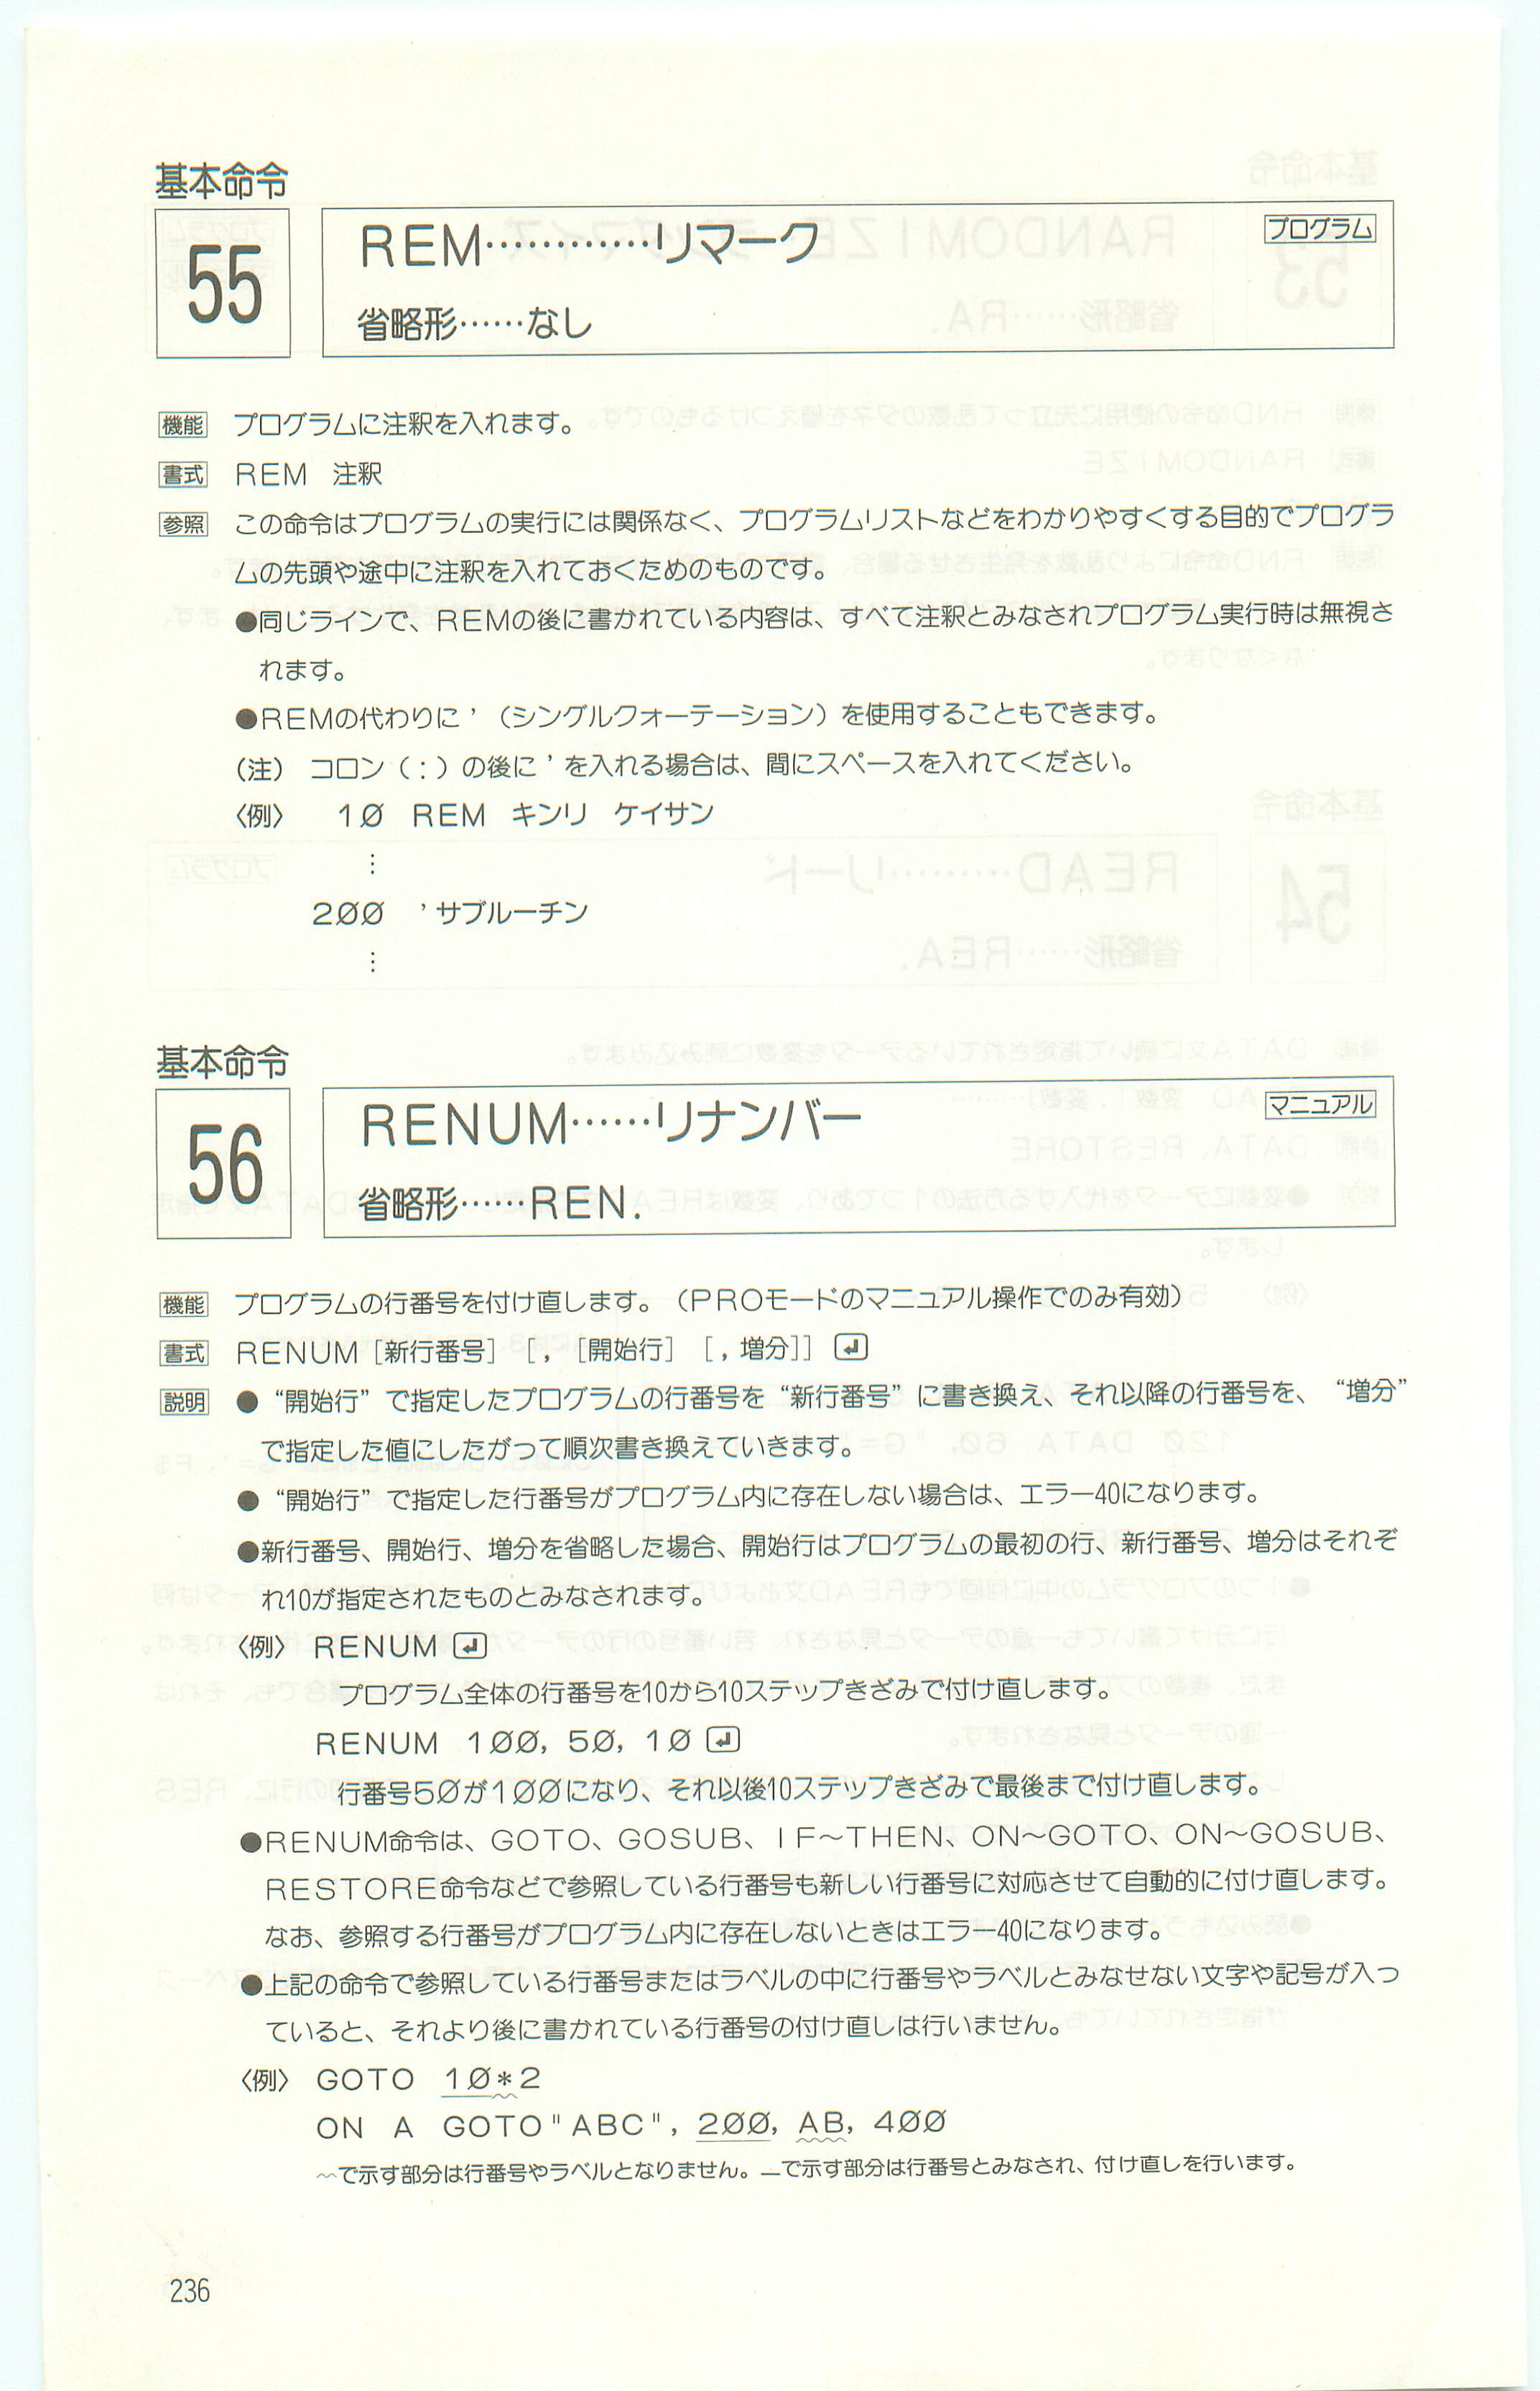 基本命令
55
REM…………リマーク
プログラム
省略形……なし
機能 プログラムに注釈を入れます。
書式 REM 注釈
参照 この命令はプログラムの実行には関係なく、プログラムリストなどをわかりやすくする目的でプログラ
ムの先頭や途中に注釈を入れておくためのものです。
●同じラインで、REMの後に書かれている内容は、すべて注釈とみなされプログラム実行時は無視さ
れます。
●REMの代わりに ’（シングルクォーテーション）を使用することもできます。
（注） コロン（：）の後に ’ を入れる場合は、間にスペースを入れてください。
〈例〉 1Ø REM キンリ ケイサン
⋮
2ØØ ’サブルーチン
⋮
基本命令
56
RENUM……リナンバー
マニュアル
省略形……REN.
機能 プログラムの行番号を付け直します。（PROモードのマニュアル操作でのみ有効）
書式 RENUM［新行番号］［，［開始行］［，増分］］ ↵
説明 ● “開始行” で指定したプログラムの行番号を “新行番号” に書き換え、それ以降の行番号を、 “増分”
で指定した値にしたがって順次書き換えていきます。
● “開始行” で指定した行番号がプログラム内に存在しない場合は、エラー40になります。
●新行番号、開始行、増分を省略した場合、開始行はプログラムの最初の行、新行番号、増分はそれぞ
れ10が指定されたものとみなされます。
〈例〉 RENUM ↵
プログラム全体の行番号を10から10ステップきざみで付け直します。
RENUM 1ØØ, 5Ø, 1Ø ↵
行番号5Øが1ØØになり、それ以後10ステップきざみで最後まで付け直します。
●RENUM命令は、GOTO、GOSUB、IF〜THEN、ON〜GOTO、ON〜GOSUB、
RESTORE命令などで参照している行番号も新しい行番号に対応させて自動的に付け直します。
なお、参照する行番号がプログラム内に存在しないときはエラー40になります。
●上記の命令で参照している行番号またはラベルの中に行番号やラベルとみなせない文字や記号が入っ
ていると、それより後に書かれている行番号の付け直しは行いません。
〈例〉 GOTO 1Ø＊2
ON A GOTO"ABC", 2ØØ, AB, 4ØØ
〰で示す部分は行番号やラベルとなりません。＿で示す部分は行番号とみなされ、付け直しを行います。
236